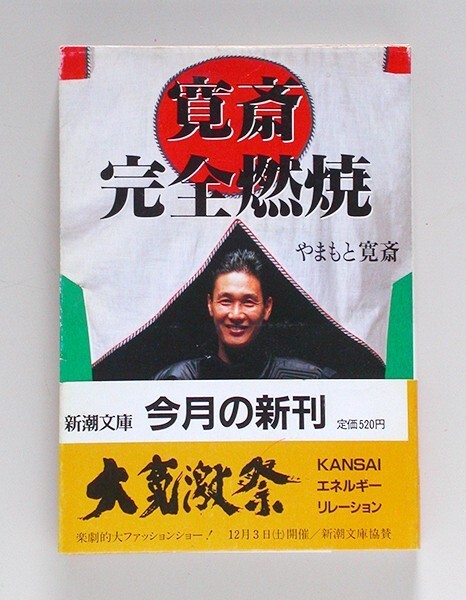 寛斎
完全燃焼
やまもと寛斎
新潮文庫 今月の新刊 定価520円
大寛激祭
KANSAI
エネルギー
リレーション
楽劇的大ファッションショー! 12月3日(土)開催/新潮文庫協賛